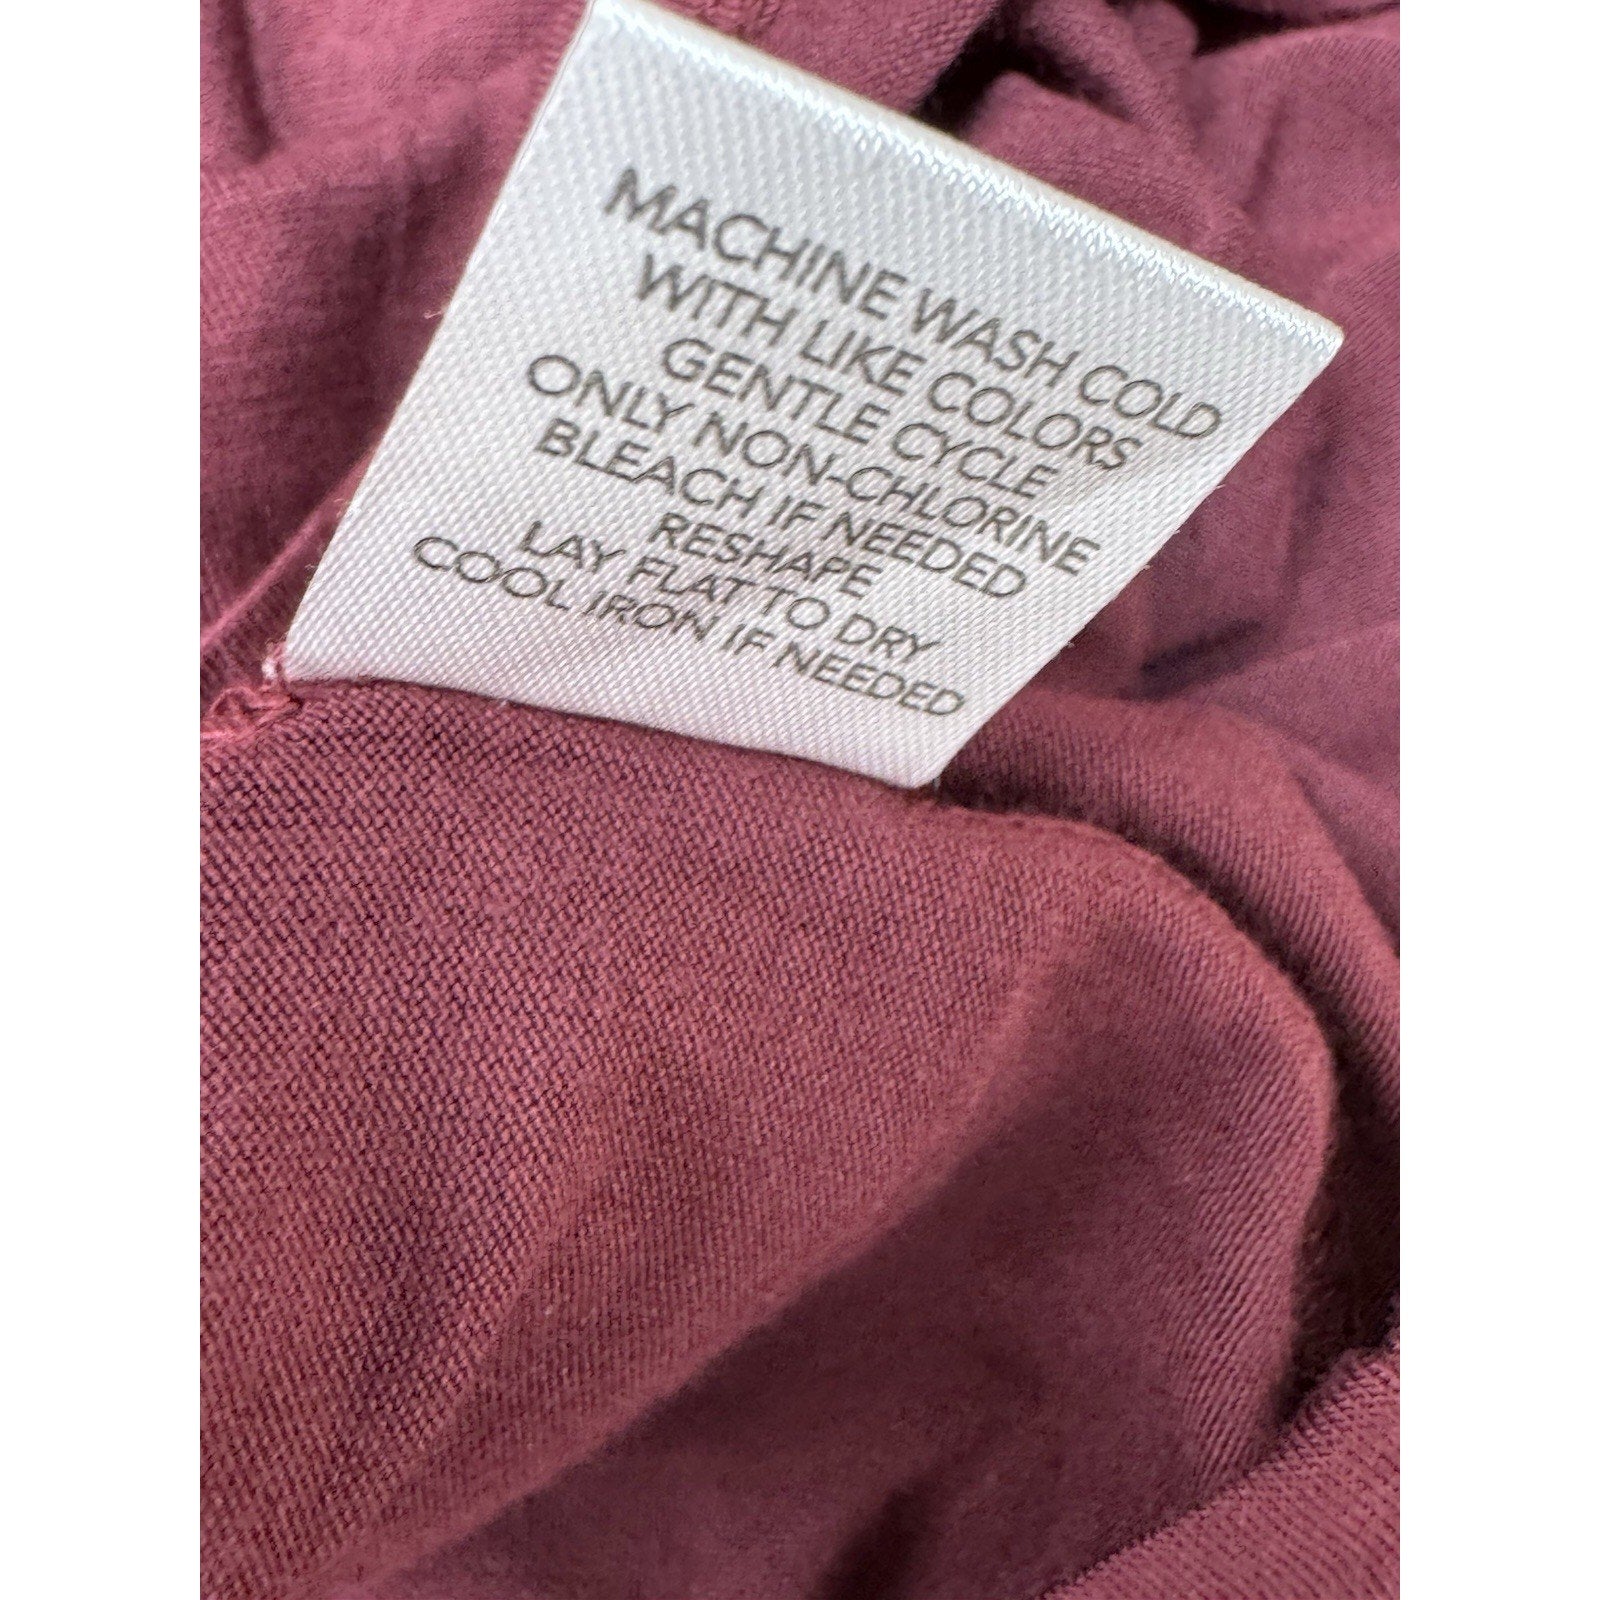 MACHINE WASH COLD
WITH LIKE COLORS
GENTLE CYCLE
ONLY NON-CHLORINE
BLEACH IF NEEDED
RESHAPE
LAY FLAT TO DRY
COOL IRON IF NEEDED